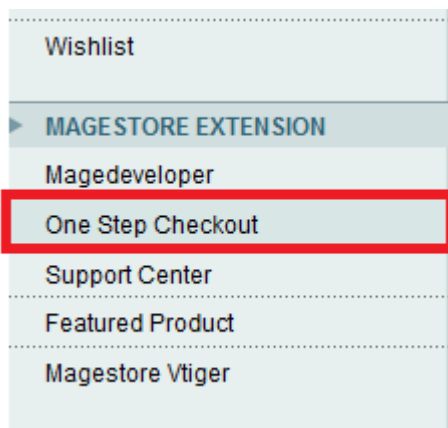 Wishlist
MAGESTORE EXTENSION
Magedeveloper
One Step Checkout
Support Center
Featured Product
Magestore Vtiger